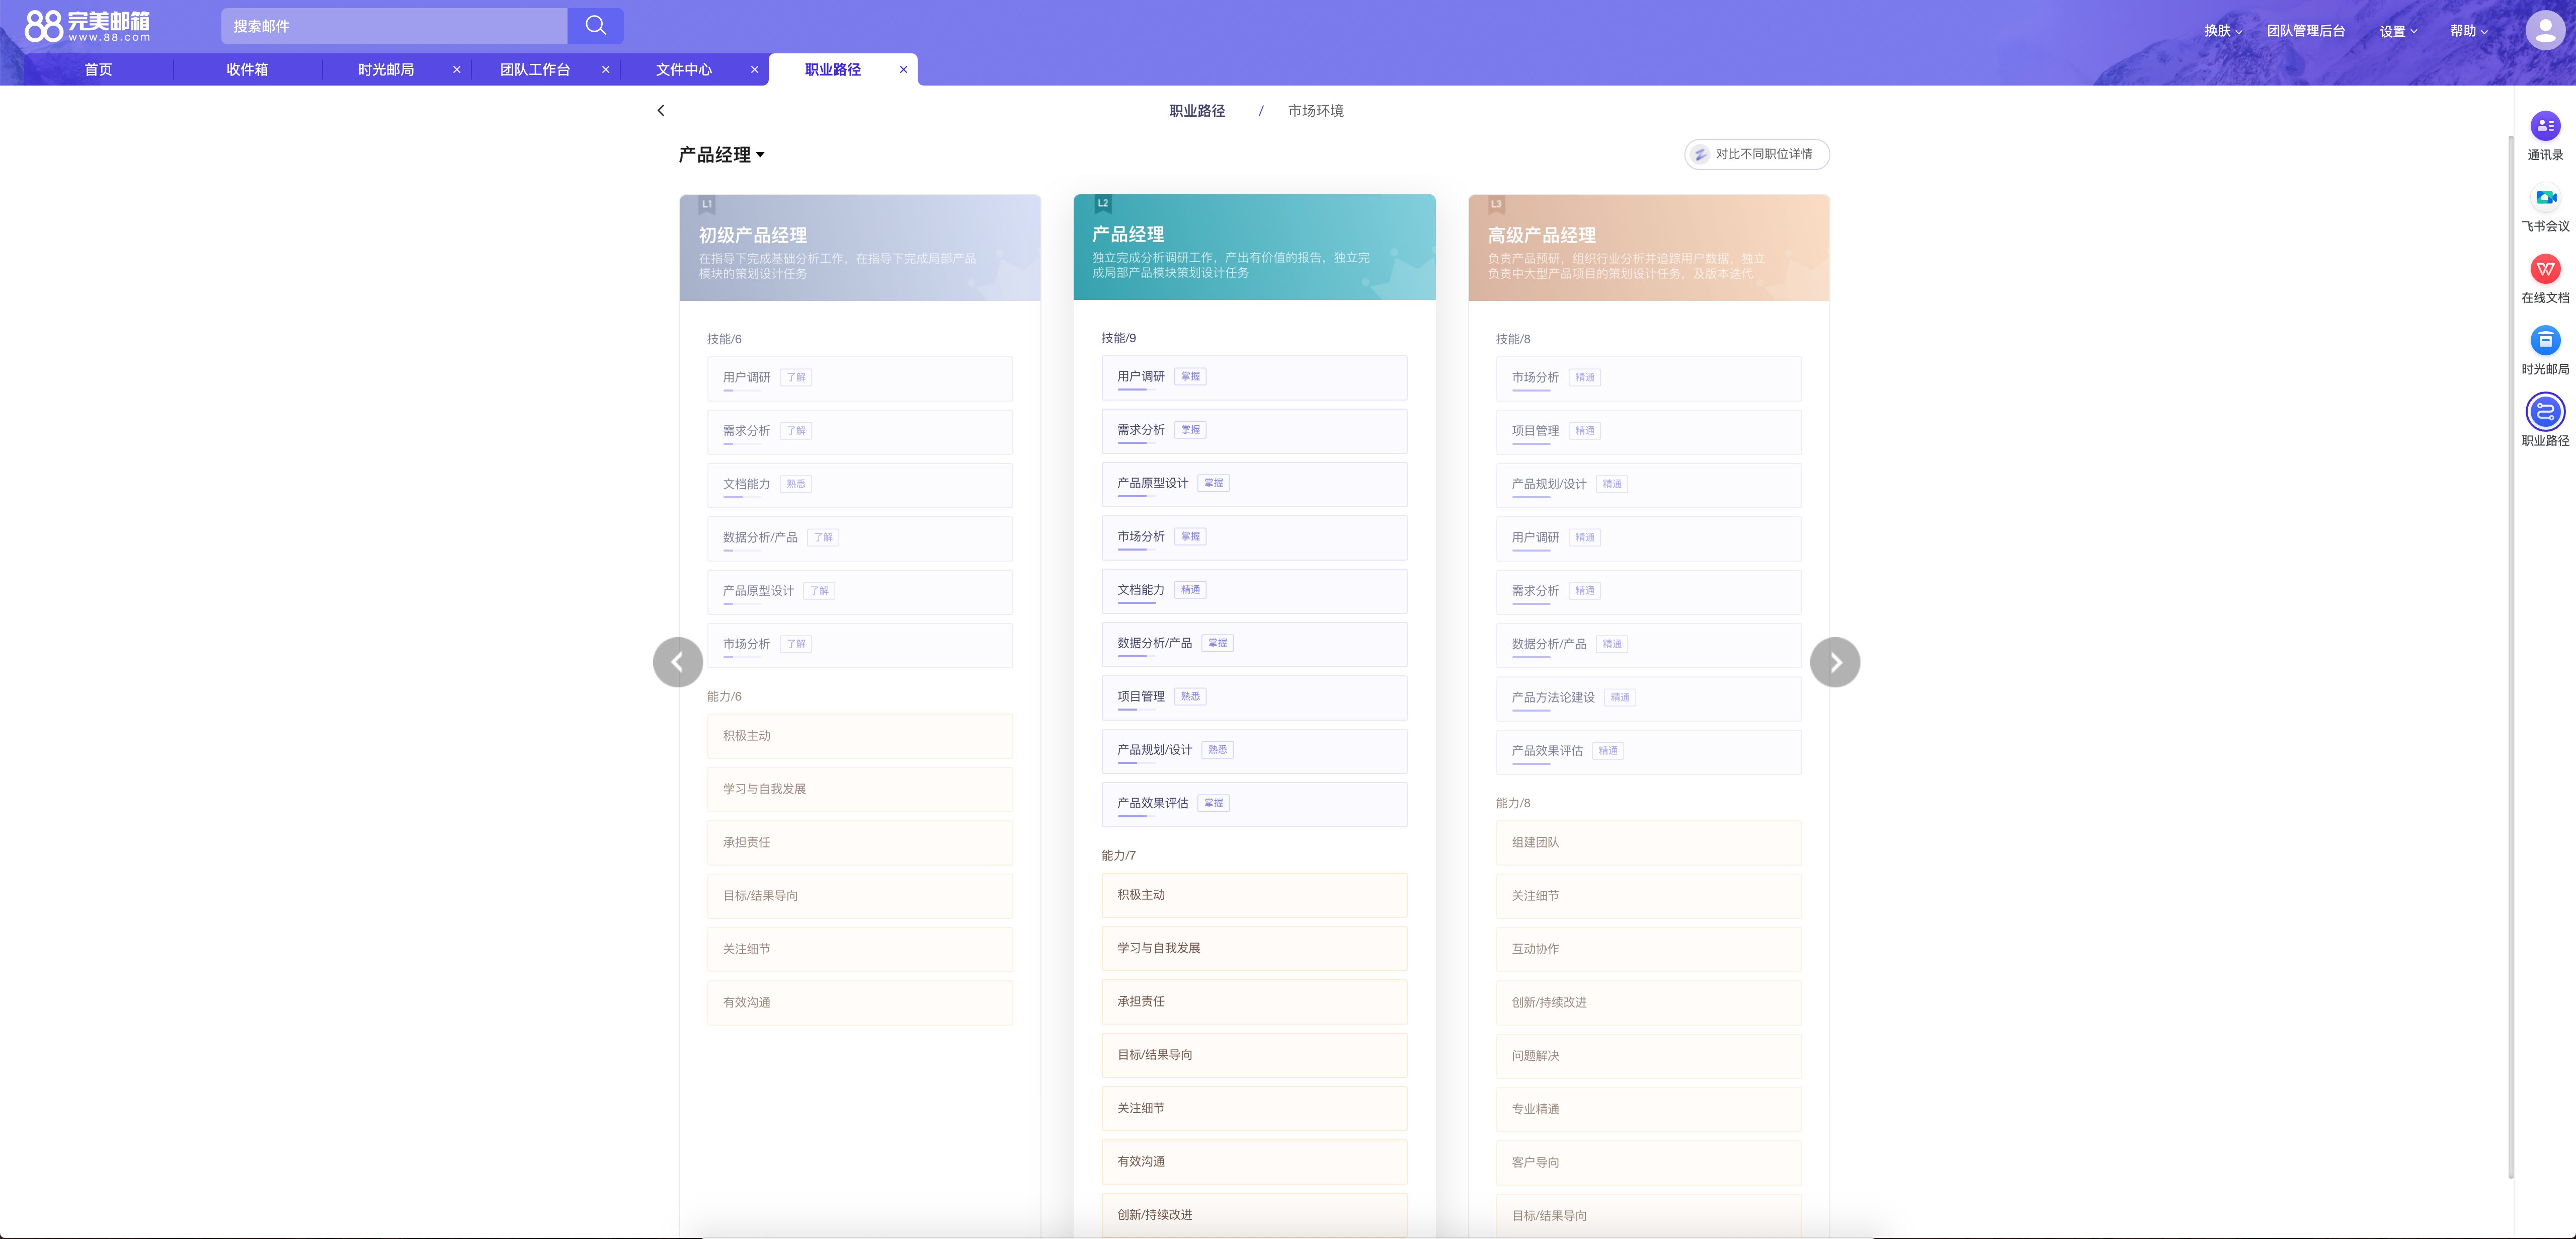 88完美邮箱
www.88.com
搜索邮件
换肤
团队管理后台
设置
帮助
首页
收件箱
时光邮局
团队工作台
文件中心
职业路径
职业路径 / 市场环境
产品经理
对比不同职位详情
L1
初级产品经理
在指导下完成基础分析工作，在指导下完成局部产品
模块的策划设计任务
技能/6
用户调研 了解
需求分析 了解
文档能力 熟悉
数据分析/产品 了解
产品原型设计 了解
市场分析 了解
能力/6
积极主动
学习与自我发展
承担责任
目标/结果导向
关注细节
有效沟通
L2
产品经理
独立完成分析调研工作，产出有价值的报告，独立完
成局部产品模块策划设计任务
技能/9
用户调研 掌握
需求分析 掌握
产品原型设计 掌握
市场分析 掌握
文档能力 精通
数据分析/产品 掌握
项目管理 熟悉
产品规划/设计 熟悉
产品效果评估 掌握
能力/7
积极主动
学习与自我发展
承担责任
目标/结果导向
关注细节
有效沟通
创新/持续改进
L3
高级产品经理
负责产品预研，组织行业分析并追踪用户数据，独立
负责中大型产品项目的策划设计任务，及版本迭代
技能/8
市场分析 精通
项目管理 精通
产品规划/设计 精通
用户调研 精通
需求分析 精通
数据分析/产品 精通
产品方法论建设 精通
产品效果评估 精通
能力/8
组建团队
关注细节
互动协作
创新/持续改进
问题解决
专业精通
客户导向
目标/结果导向
通讯录
飞书会议
在线文档
时光邮局
职业路径